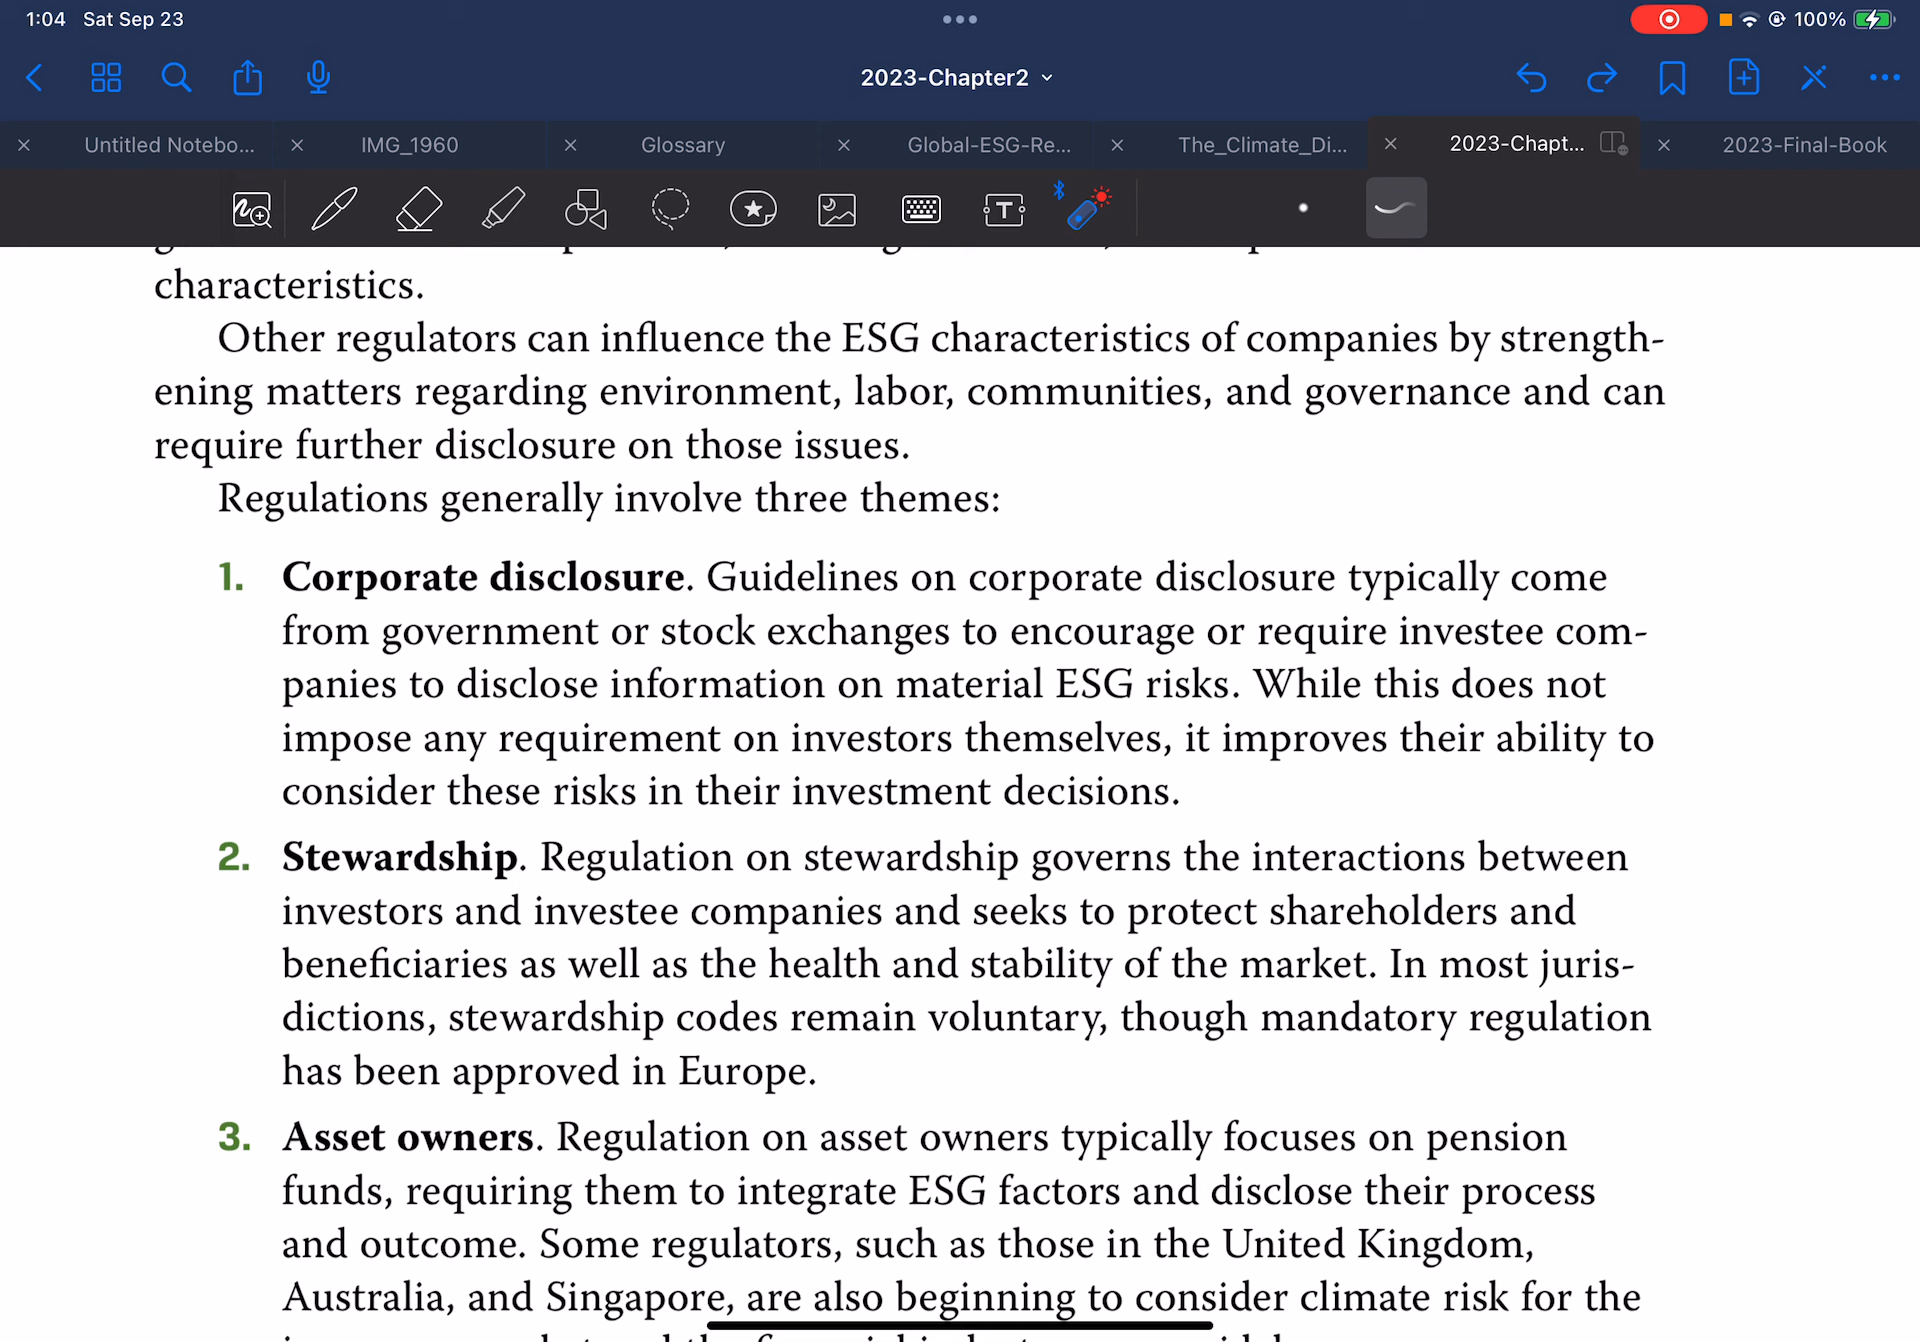 1:04 Sat Sep 23
100%
2023-Chapter2
Untitled Notebo...
IMG_1960
Glossary
Global-ESG-Re...
The_Climate_Di...
2023-Chapt...
2023-Final-Book
characteristics.
Other regulators can influence the ESG characteristics of companies by strength-
ening matters regarding environment, labor, communities, and governance and can
require further disclosure on those issues.
Regulations generally involve three themes:
1. Corporate disclosure. Guidelines on corporate disclosure typically come
from government or stock exchanges to encourage or require investee com-
panies to disclose information on material ESG risks. While this does not
impose any requirement on investors themselves, it improves their ability to
consider these risks in their investment decisions.
2. Stewardship. Regulation on stewardship governs the interactions between
investors and investee companies and seeks to protect shareholders and
beneficiaries as well as the health and stability of the market. In most juris-
dictions, stewardship codes remain voluntary, though mandatory regulation
has been approved in Europe.
3. Asset owners. Regulation on asset owners typically focuses on pension
funds, requiring them to integrate ESG factors and disclose their process
and outcome. Some regulators, such as those in the United Kingdom,
Australia, and Singapore, are also beginning to consider climate risk for the